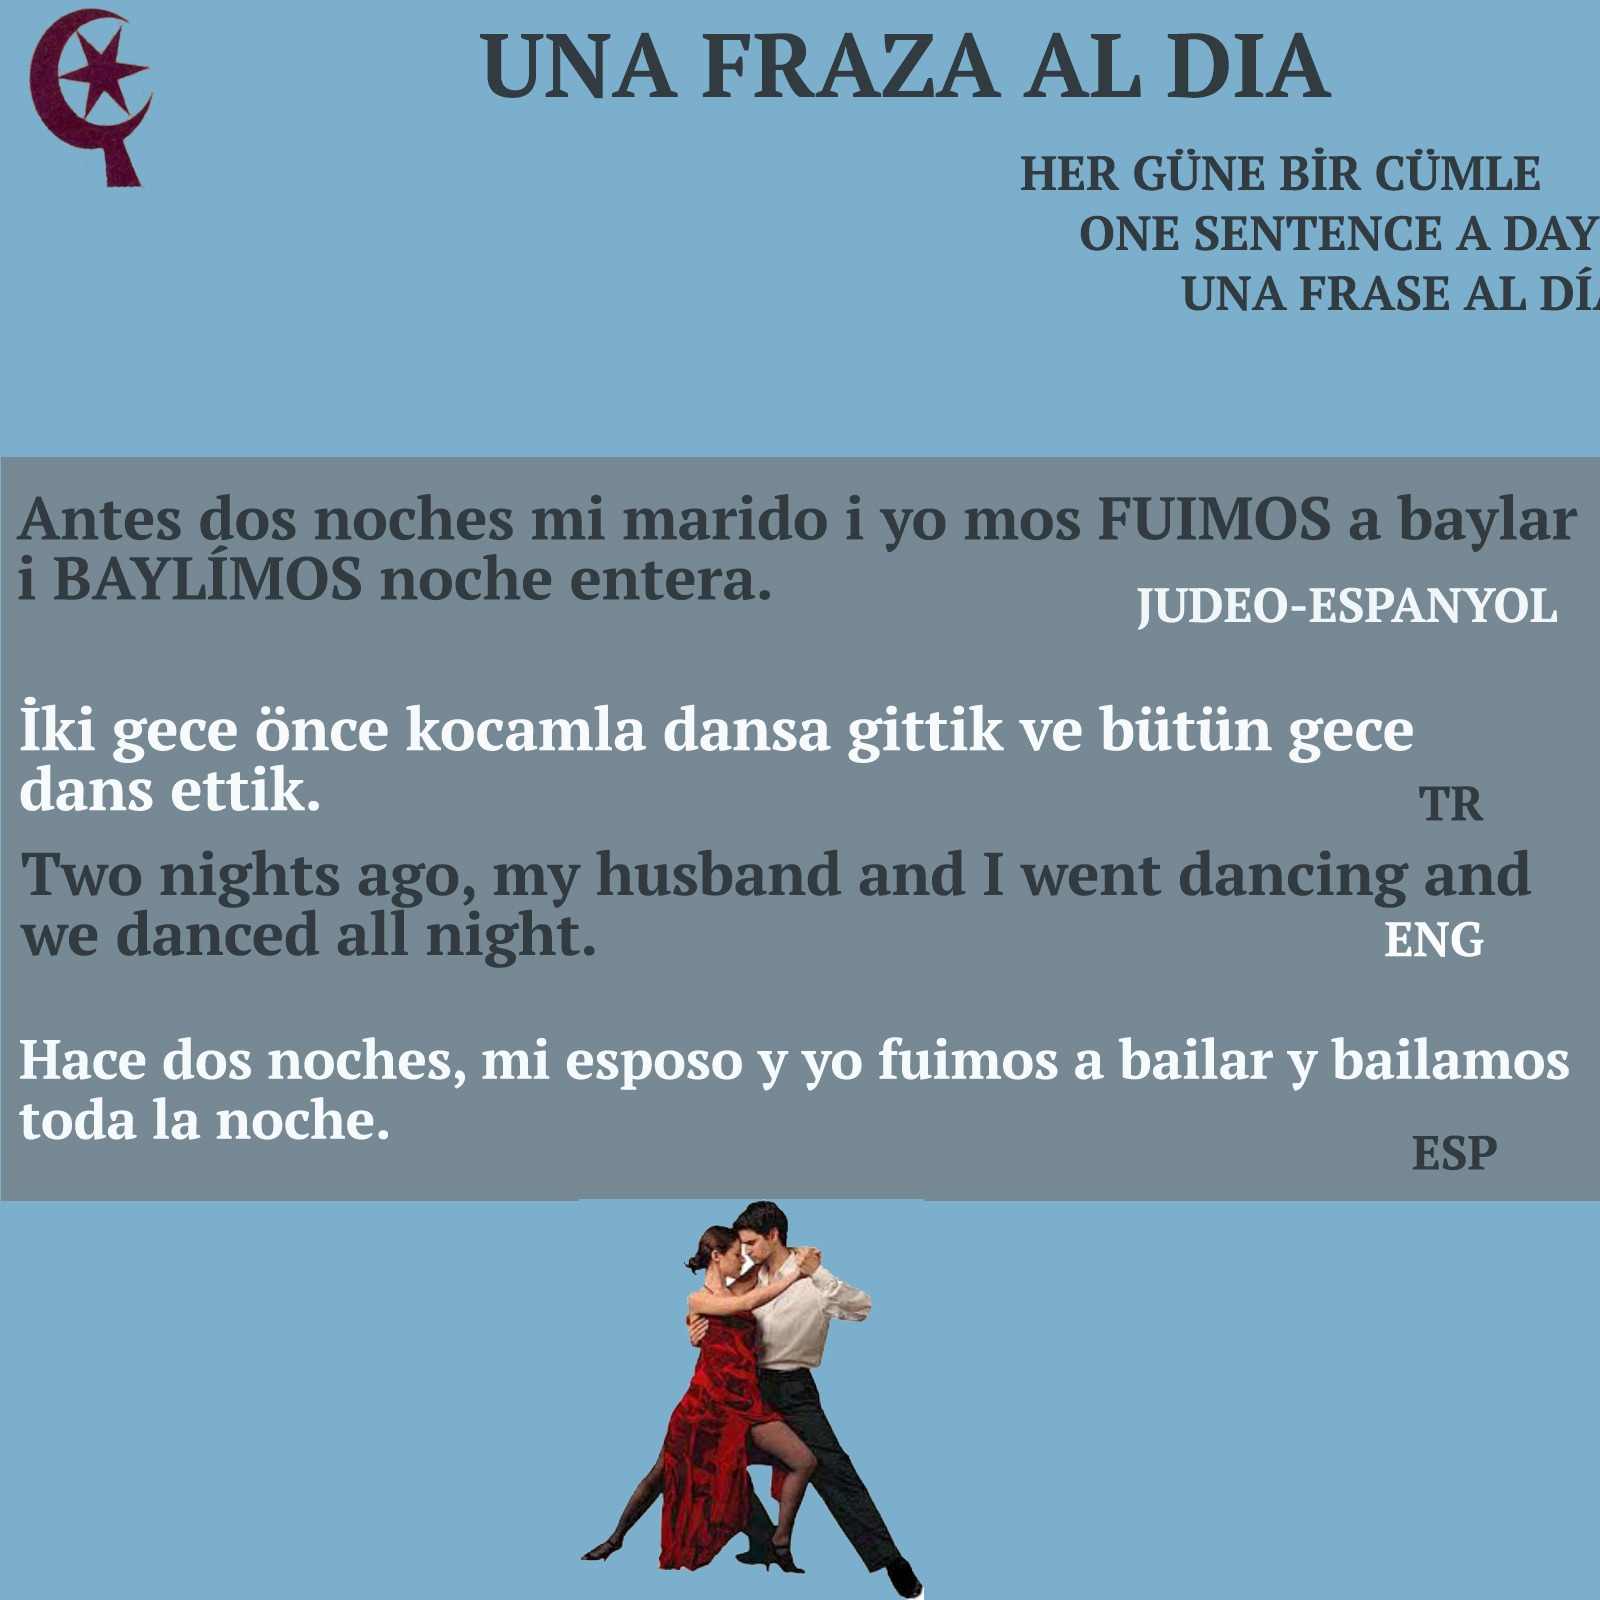 UNA FRAZA AL DIA
HER GÜNE BİR CÜMLE
ONE SENTENCE A DAY
UNA FRASE AL DÍA
Antes dos noches mi marido i yo mos FUIMOS a baylar
i BAYLÍMOS noche entera.
JUDEO-ESPANYOL
İki gece önce kocamla dansa gittik ve bütün gece
dans ettik.
TR
Two nights ago, my husband and I went dancing and
we danced all night.
ENG
Hace dos noches, mi esposo y yo fuimos a bailar y bailamos
toda la noche.
ESP